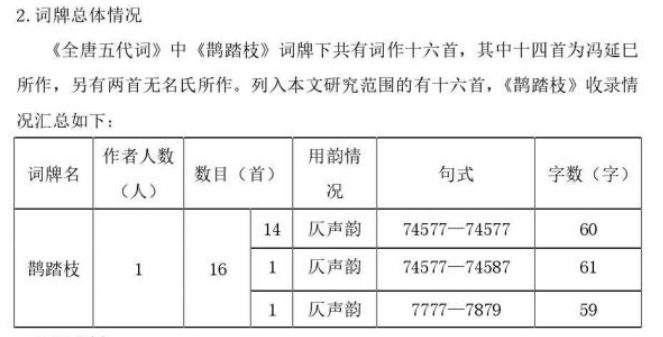 2.词牌总体情况
《全唐五代词》中《鹊踏枝》词牌下共有词作十六首，其中十四首为冯延巳
所作，另有两首无名氏所作。列入本文研究范围的有十六首，《鹊踏枝》收录情
况汇总如下：
词牌名 作者人数（人） 数目（首） 用韵情况 句式 字数（字）
鹊踏枝 1 16 14 仄声韵 74577—74577 60
1 仄声韵 74577—74587 61
1 仄声韵 7777—7879 59